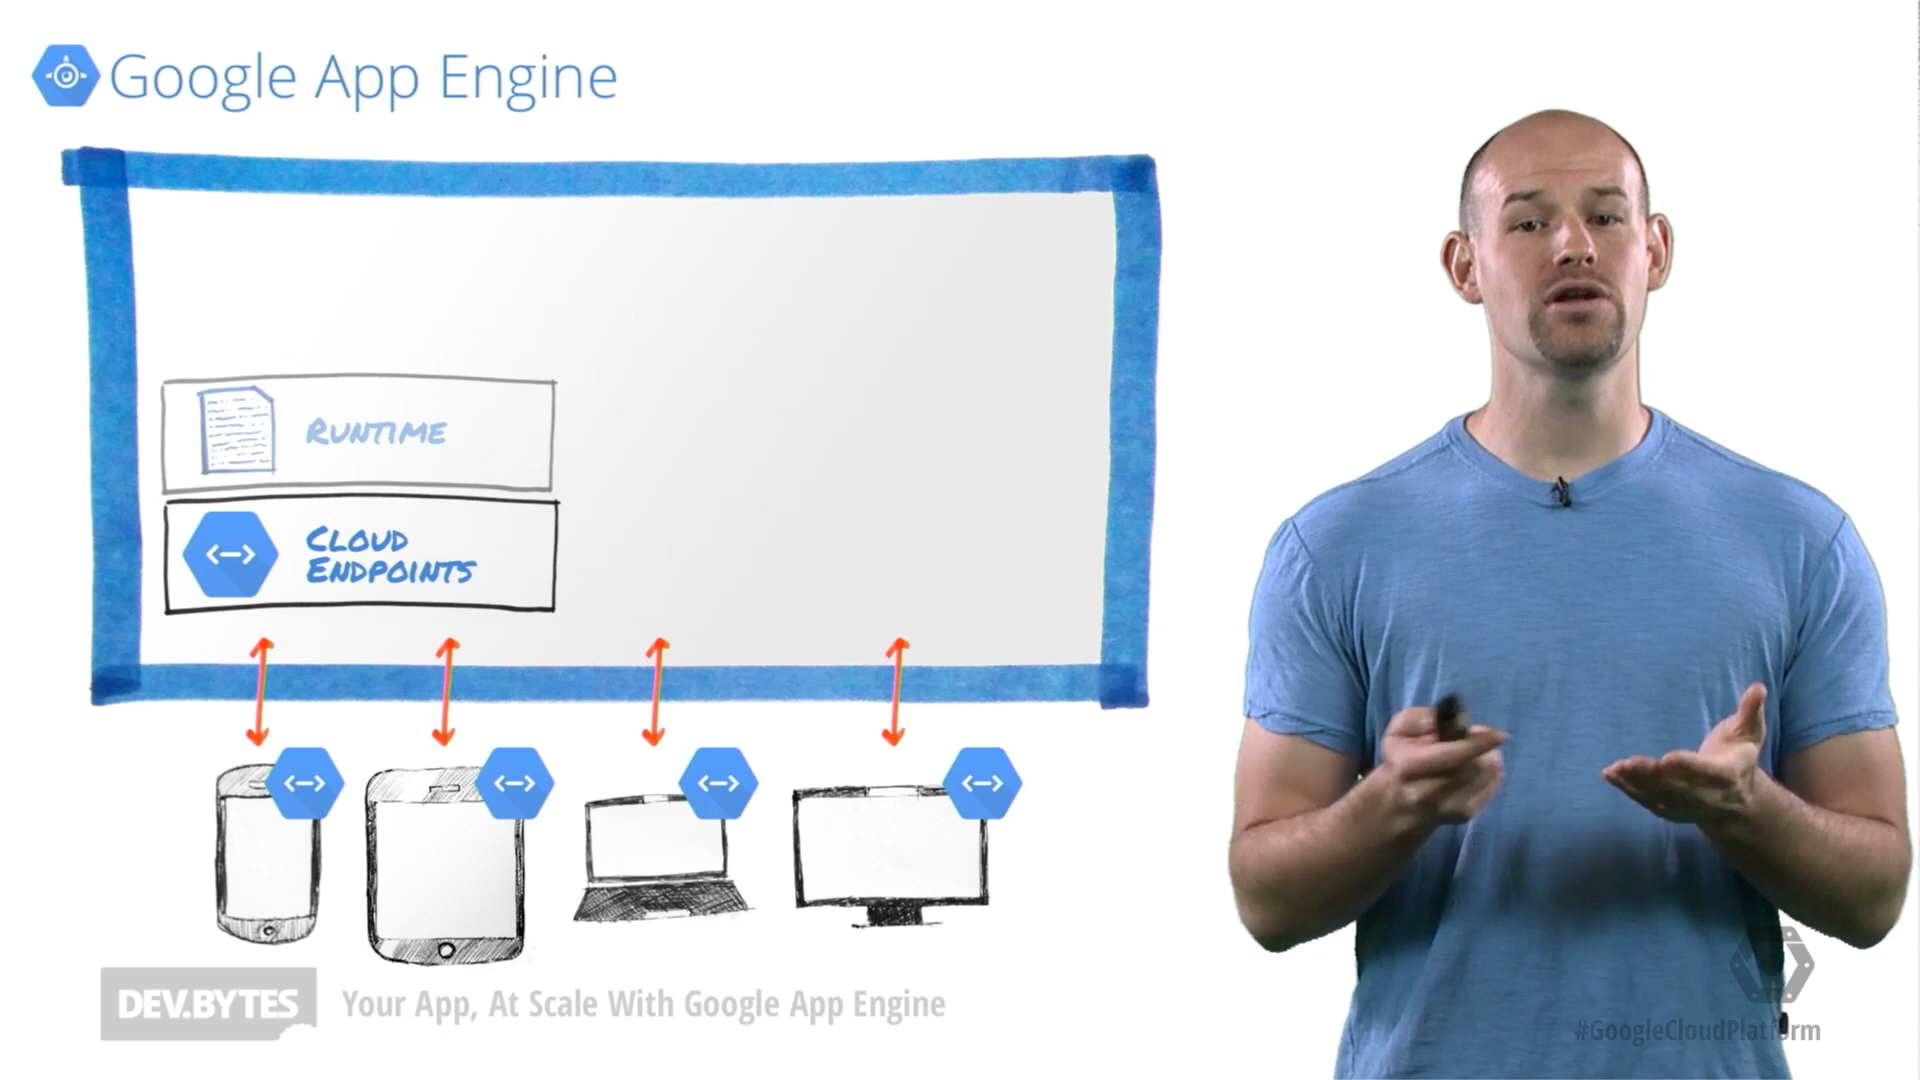 Google App Engine
RUNTIME
CLOUD
ENDPOINTS
DEV.BYTES
Your App, At Scale With Google App Engine
#GoogleCloudPlatform